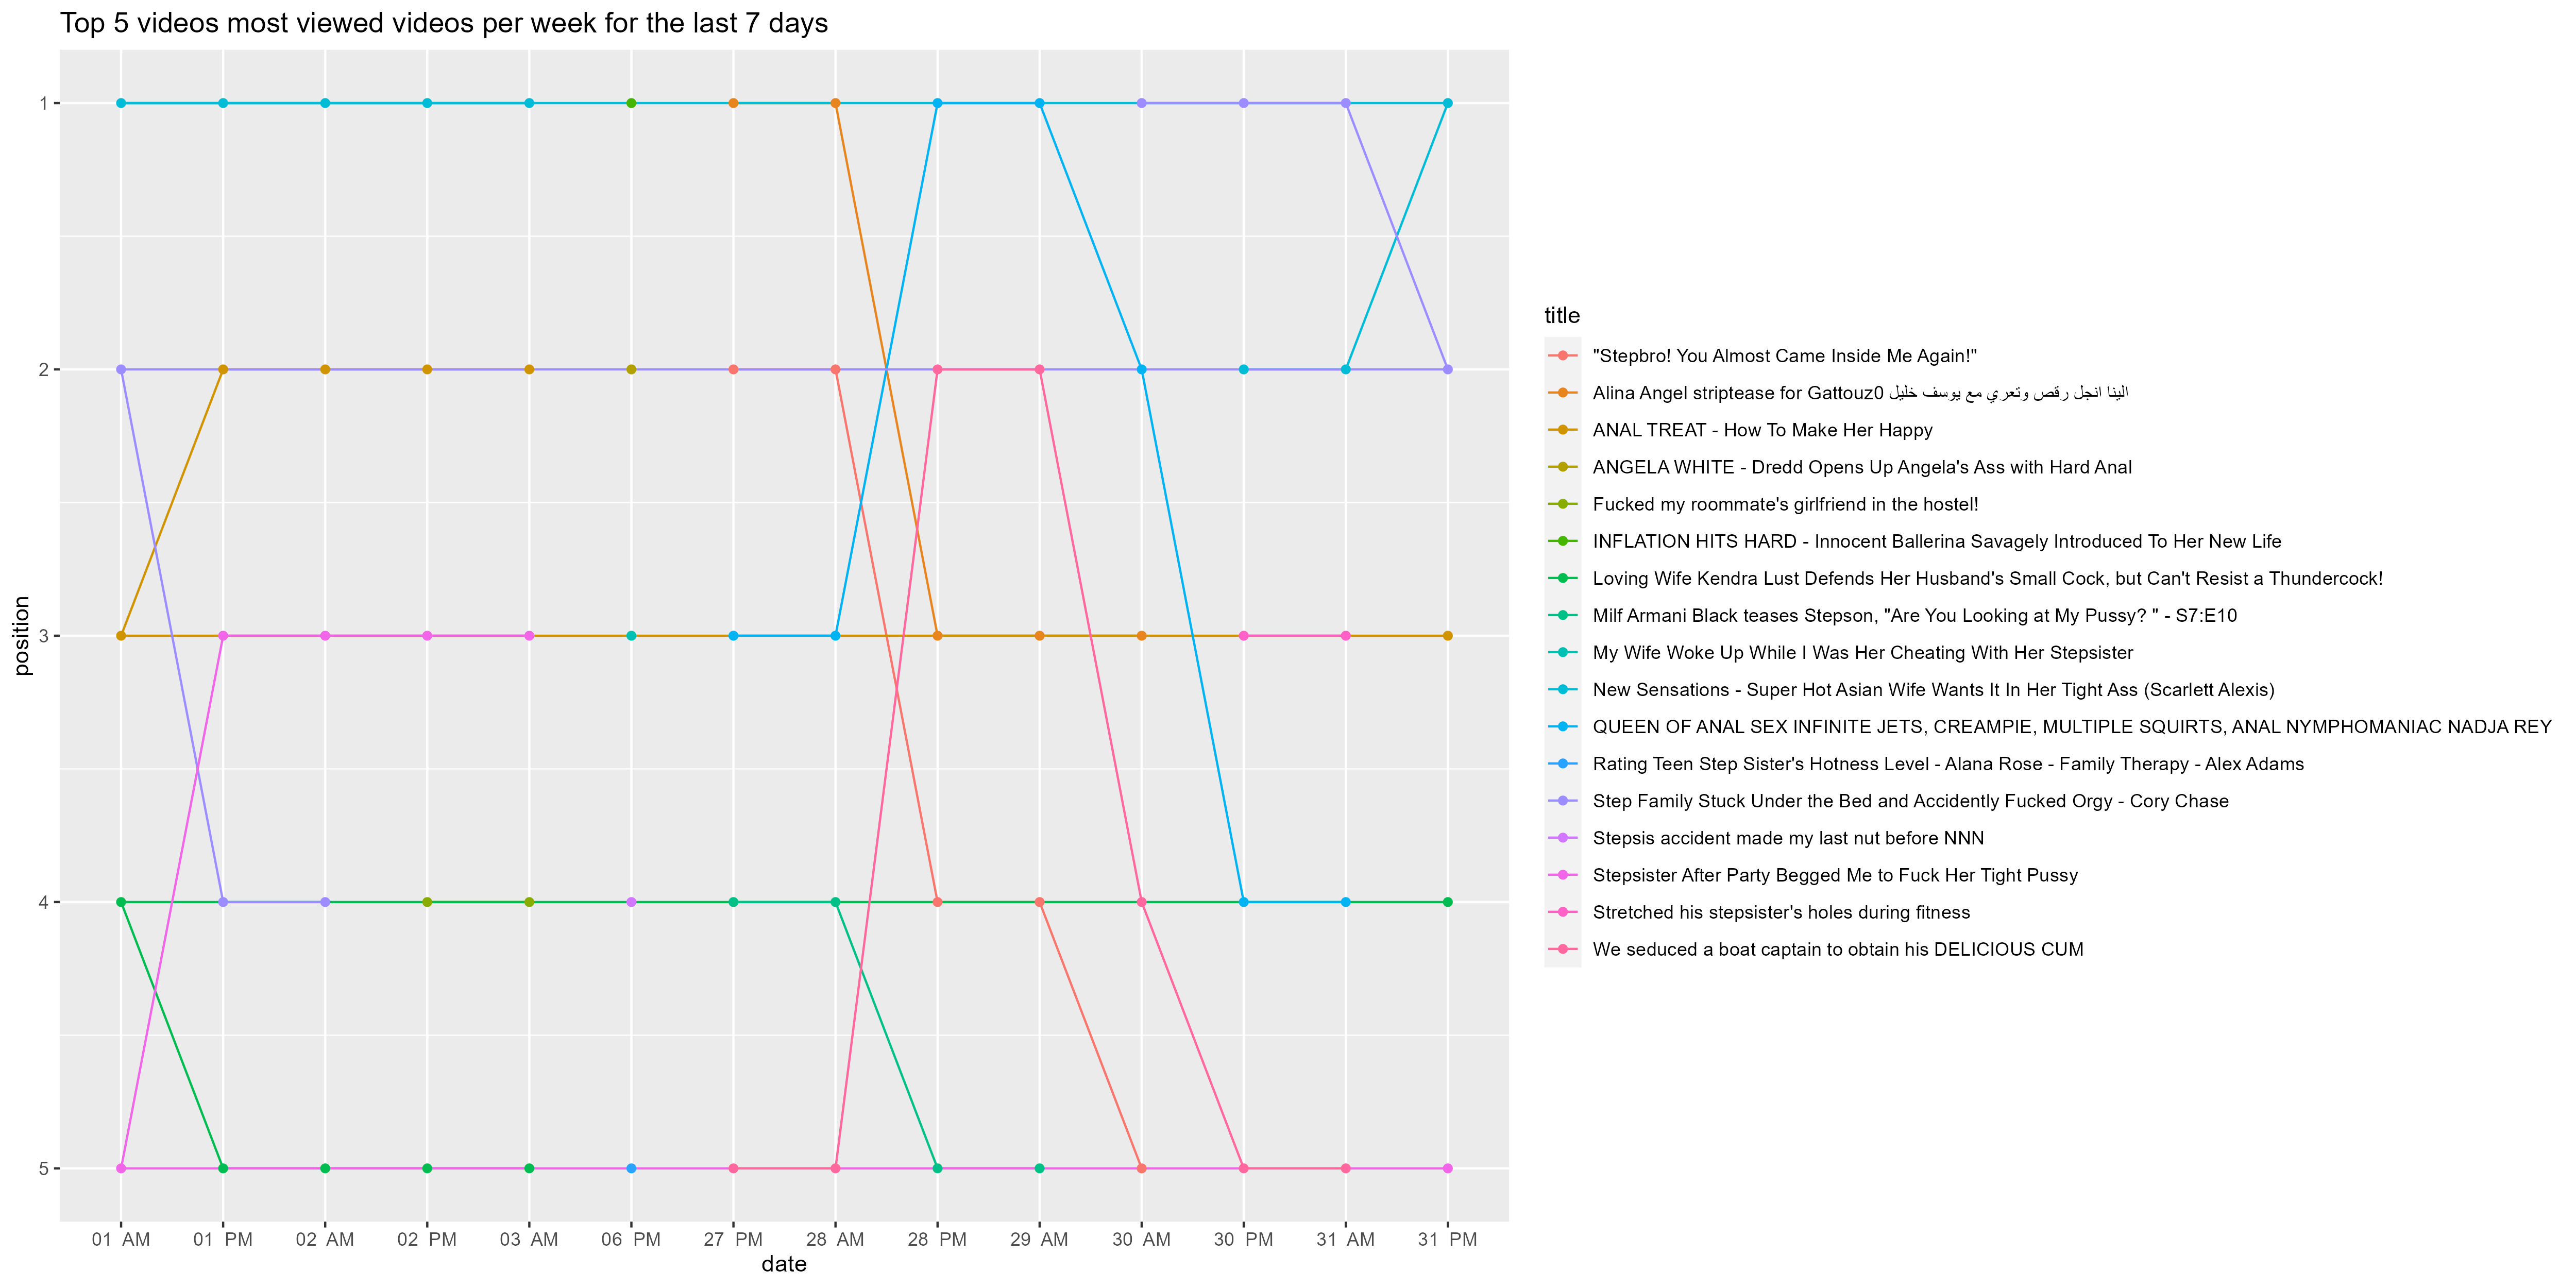 Top 5 videos most viewed videos per week for the last 7 days
position
1
2
3
4
5
01 AM 01 PM 02 AM 02 PM 03 AM 06 PM 27 PM 28 AM 28 PM 29 AM 30 AM 30 PM 31 AM 31 PM
date
title
"Stepbro! You Almost Came Inside Me Again!"
Alina Angel striptease for Gattouz0 الينا انجل رقص وتعري مع يوسف خليل
ANAL TREAT - How To Make Her Happy
ANGELA WHITE - Dredd Opens Up Angela's Ass with Hard Anal
Fucked my roommate's girlfriend in the hostel!
INFLATION HITS HARD - Innocent Ballerina Savagely Introduced To Her New Life
Loving Wife Kendra Lust Defends Her Husband's Small Cock, but Can't Resist a Thundercock!
Milf Armani Black teases Stepson, "Are You Looking at My Pussy? " - S7:E10
My Wife Woke Up While I Was Her Cheating With Her Stepsister
New Sensations - Super Hot Asian Wife Wants It In Her Tight Ass (Scarlett Alexis)
QUEEN OF ANAL SEX INFINITE JETS, CREAMPIE, MULTIPLE SQUIRTS, ANAL NYMPHOMANIAC NADJA REY
Rating Teen Step Sister's Hotness Level - Alana Rose - Family Therapy - Alex Adams
Step Family Stuck Under the Bed and Accidently Fucked Orgy - Cory Chase
Stepsis accident made my last nut before NNN
Stepsister After Party Begged Me to Fuck Her Tight Pussy
Stretched his stepsister's holes during fitness
We seduced a boat captain to obtain his DELICIOUS CUM